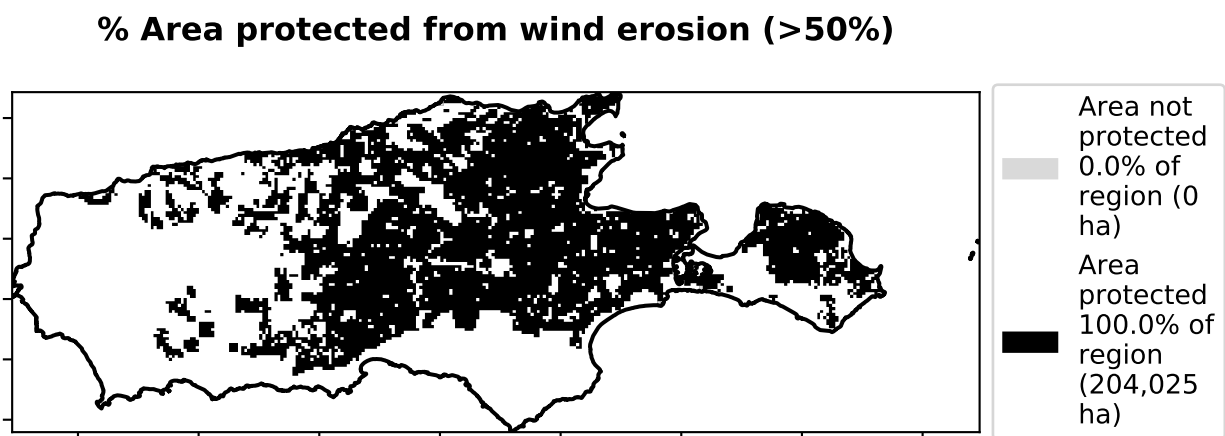 % Area protected from wind erosion (>50%)
Area not
protected
0.0% of
region (0
ha)
Area
protected
100.0% of
region
(204,025
ha)